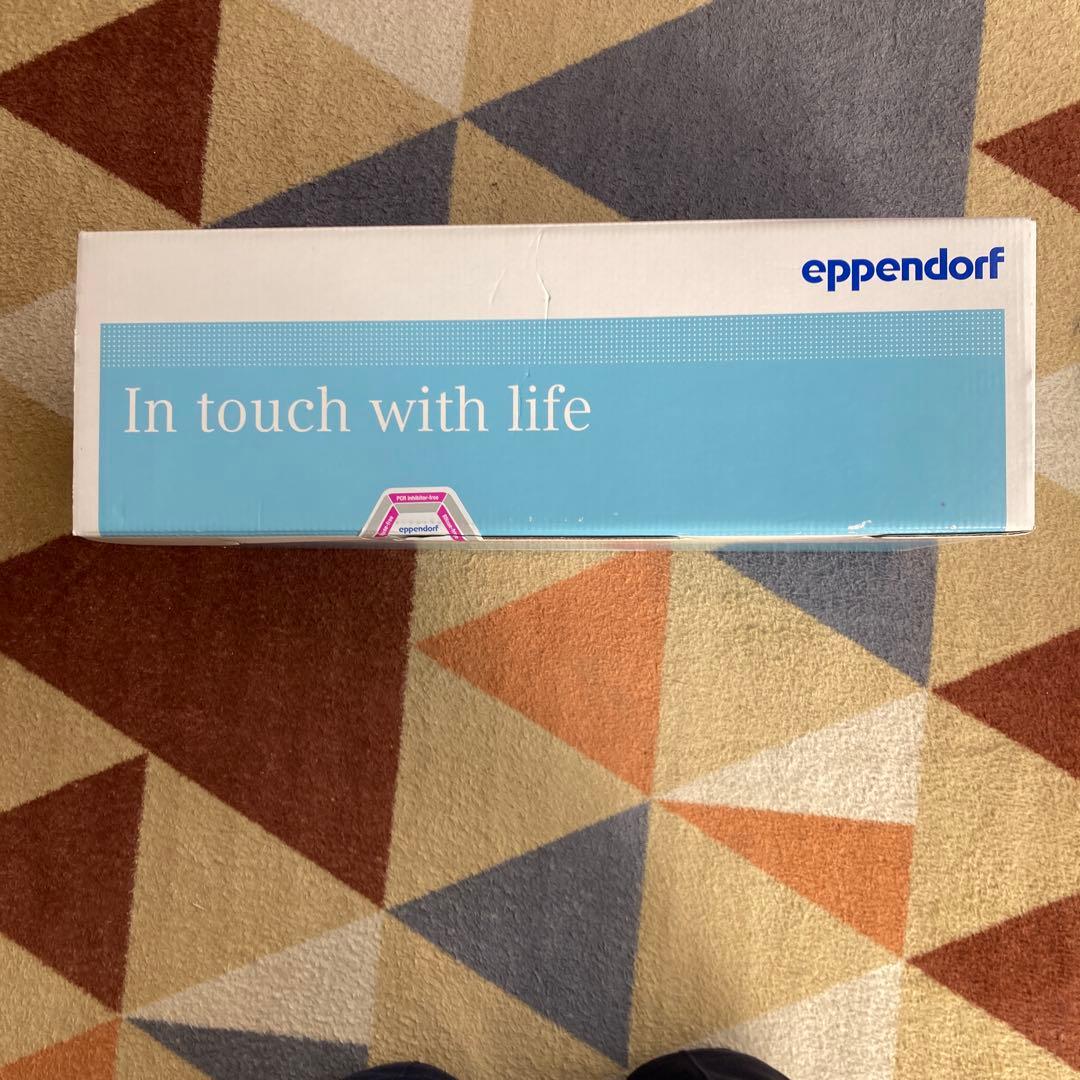 eppendorf
In touch with life
PCR inhibitor-free
eppendorf